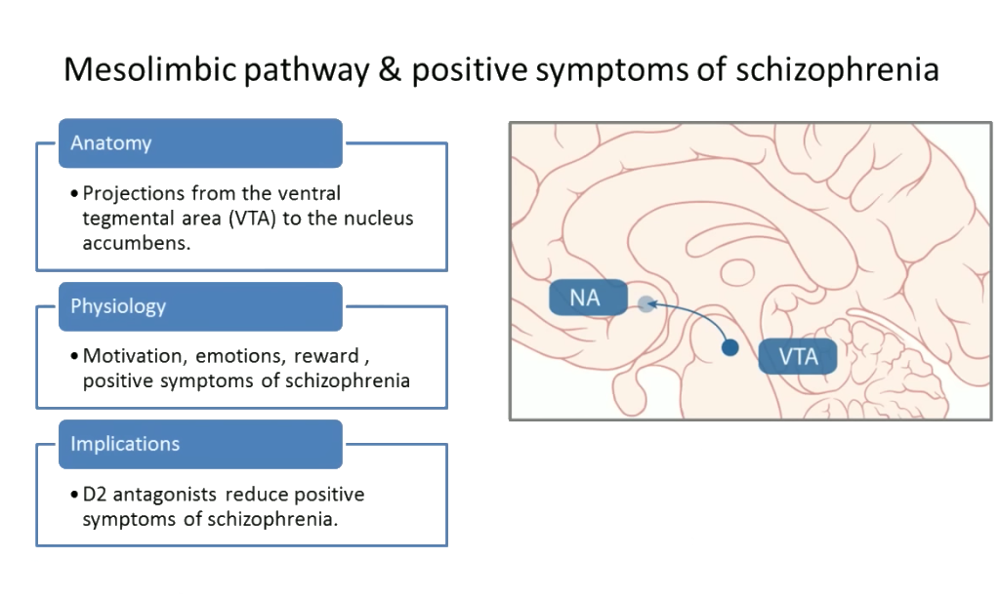 Mesolimbic pathway & positive symptoms of schizophrenia
Anatomy
•Projections from the ventral
tegmental area (VTA) to the nucleus
accumbens.
Physiology
•Motivation, emotions, reward ,
positive symptoms of schizophrenia
Implications
•D2 antagonists reduce positive
symptoms of schizophrenia.
NA
VTA